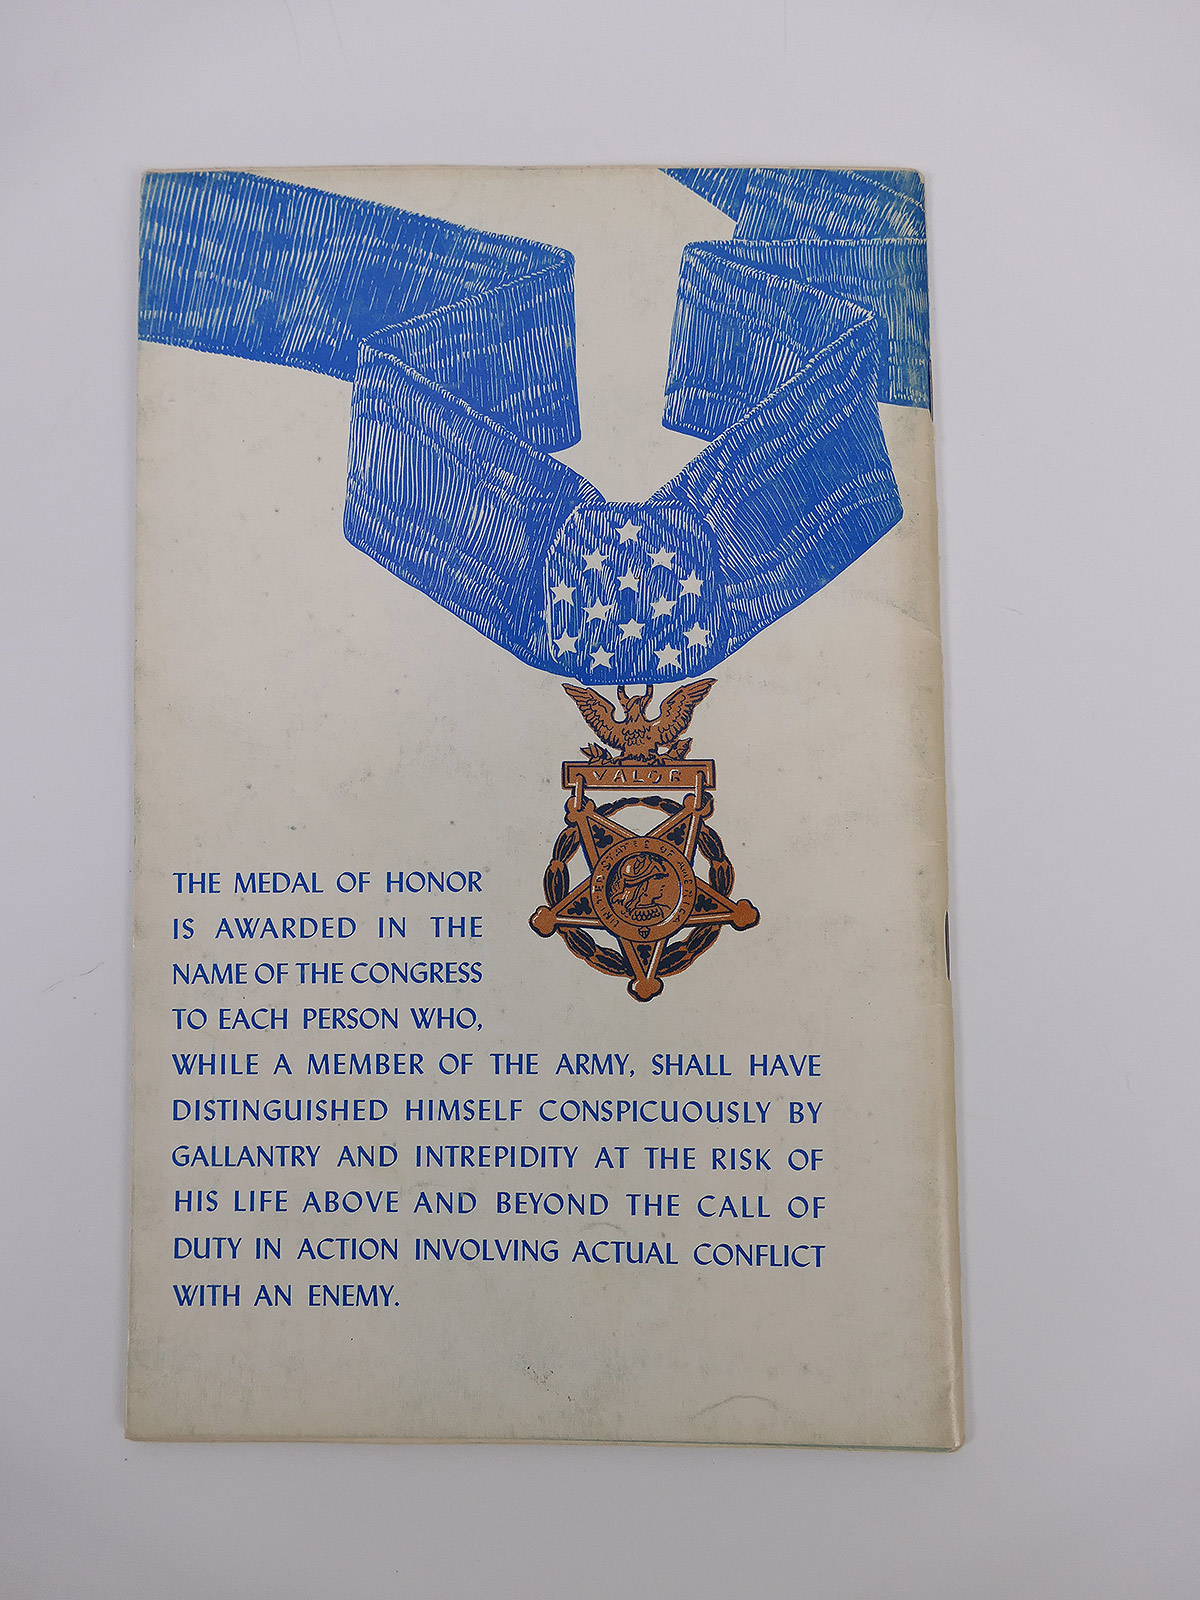 VALOR
UNITED STATES OF AMERICA
THE MEDAL OF HONOR
IS AWARDED IN THE
NAME OF THE CONGRESS
TO EACH PERSON WHO,
WHILE A MEMBER OF THE ARMY, SHALL HAVE
DISTINGUISHED HIMSELF CONSPICUOUSLY BY
GALLANTRY AND INTREPIDITY AT THE RISK OF
HIS LIFE ABOVE AND BEYOND THE CALL OF
DUTY IN ACTION INVOLVING ACTUAL CONFLICT
WITH AN ENEMY.